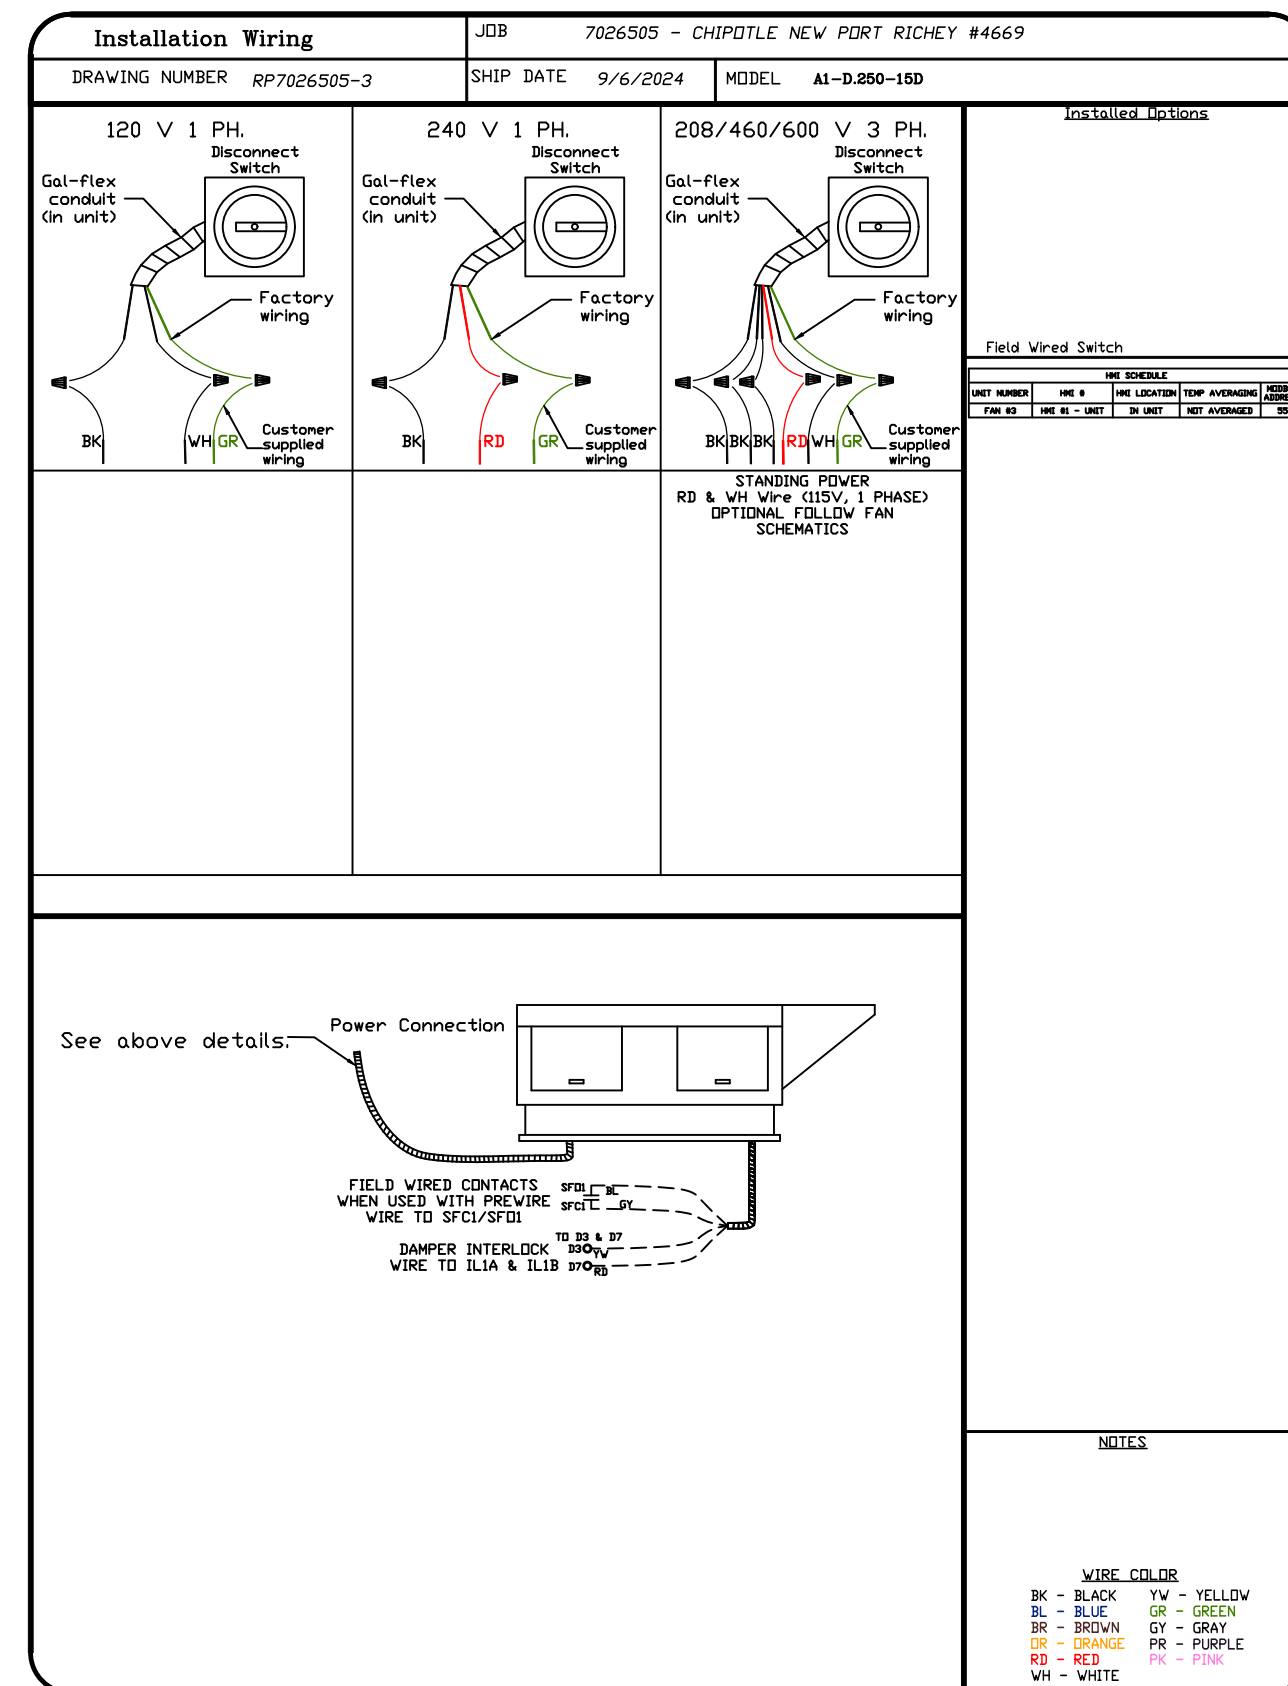 Installation Wiring
JOB 7026505 - CHIPOTLE NEW PORT RICHEY #4669
DRAWING NUMBER RP7026505-3
SHIP DATE 9/6/2024
MODEL A1-D.250-15D
120 V 1 PH.
Disconnect
Switch
Gal-flex
conduit
(in unit)
Factory
wiring
BK
WH
GR
Customer
supplied
wiring
240 V 1 PH.
Disconnect
Switch
Gal-flex
conduit
(in unit)
Factory
wiring
BK
RD
GR
Customer
supplied
wiring
208/460/600 V 3 PH.
Disconnect
Switch
Gal-flex
conduit
(in unit)
Factory
wiring
BK
BK
BK
RD
WH
GR
Customer
supplied
wiring
STANDING POWER
RD & WH Wire (115V, 1 PHASE)
OPTIONAL FOLLOW FAN
SCHEMATICS
Installed Options
Field Wired Switch
HMI SCHEDULE
UNIT NUMBER HMI # HMI LOCATION TEMP AVERAGING
FAN #3 HMI #1 - UNIT IN UNIT NOT AVERAGED 55
See above details.
Power Connection
FIELD WIRED CONTACTS
WHEN USED WITH PREWIRE
WIRE TO SFC1/SFO1
SFO1 BL
SFC1 GY
TO D3 & D7
DAMPER INTERLOCK
WIRE TO IL1A & IL1B
D3 YW
D7 RD
NOTES
WIRE COLOR
BK - BLACK YW - YELLOW
BL - BLUE GR - GREEN
BR - BROWN GY - GRAY
OR - ORANGE PR - PURPLE
RD - RED PK - PINK
WH - WHITE